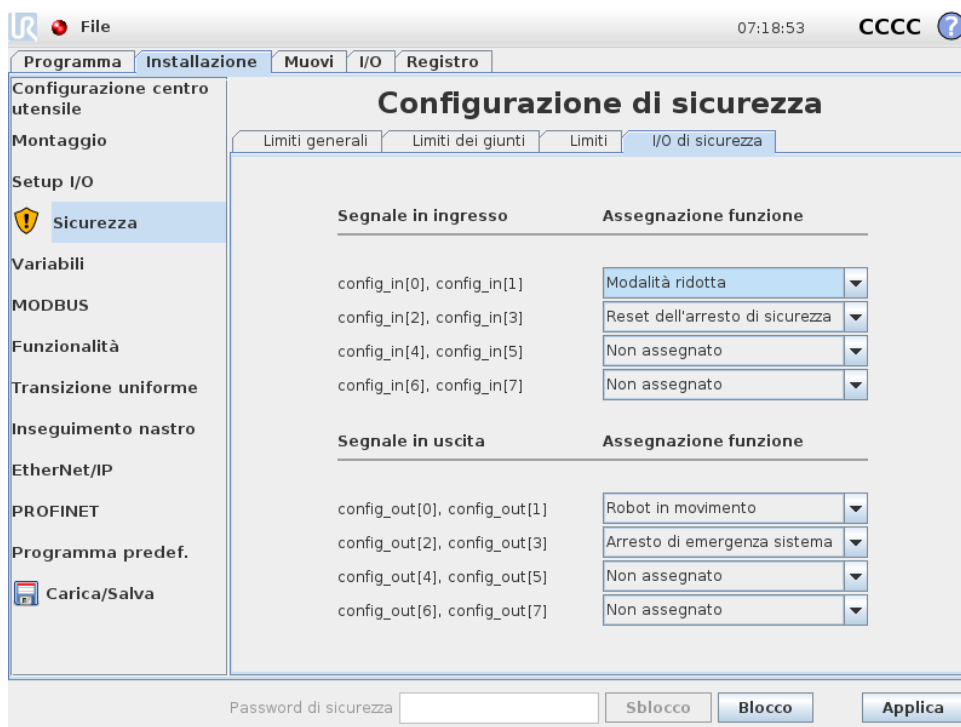 UR File 07:18:53 CCCC ?
Programma Installazione Muovi I/O Registro
Configurazione centro
utensile
Montaggio
Setup I/O
Sicurezza
Variabili
MODBUS
Funzionalità
Transizione uniforme
Inseguimento nastro
EtherNet/IP
PROFINET
Programma predef.
Carica/Salva
Configurazione di sicurezza
Limiti generali Limiti dei giunti Limiti I/O di sicurezza
Segnale in ingresso Assegnazione funzione
config_in[0], config_in[1] Modalità ridotta
config_in[2], config_in[3] Reset dell'arresto di sicurezza
config_in[4], config_in[5] Non assegnato
config_in[6], config_in[7] Non assegnato
Segnale in uscita Assegnazione funzione
config_out[0], config_out[1] Robot in movimento
config_out[2], config_out[3] Arresto di emergenza sistema
config_out[4], config_out[5] Non assegnato
config_out[6], config_out[7] Non assegnato
Password di sicurezza Sblocco Blocco Applica